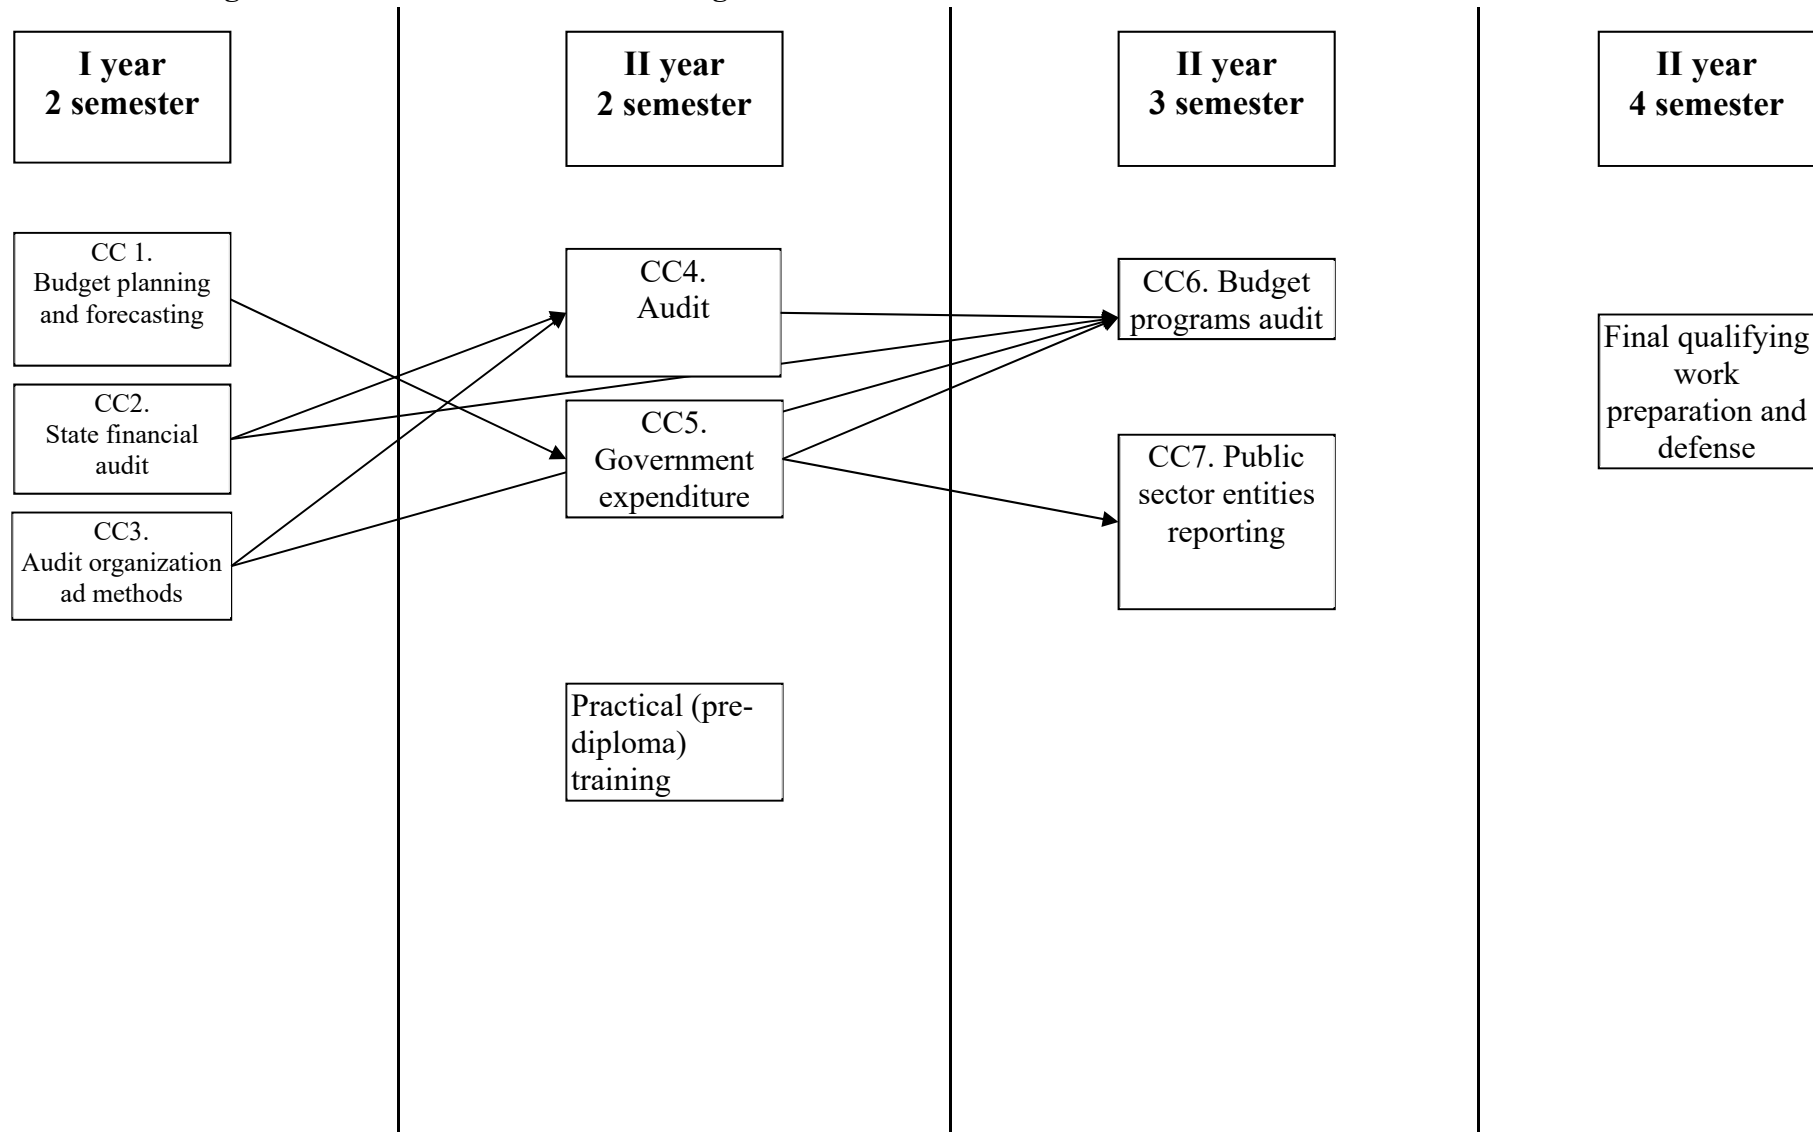 I year
2 semester
II year
2 semester
II year
3 semester
II year
4 semester
CC 1.
Budget planning
and forecasting
CC2.
State financial
audit
CC3.
Audit organization
ad methods
CC4.
Audit
CC5.
Government
expenditure
Practical (pre-
diploma)
training
CC6. Budget
programs audit
CC7. Public
sector entities
reporting
Final qualifying
work
preparation and
defense